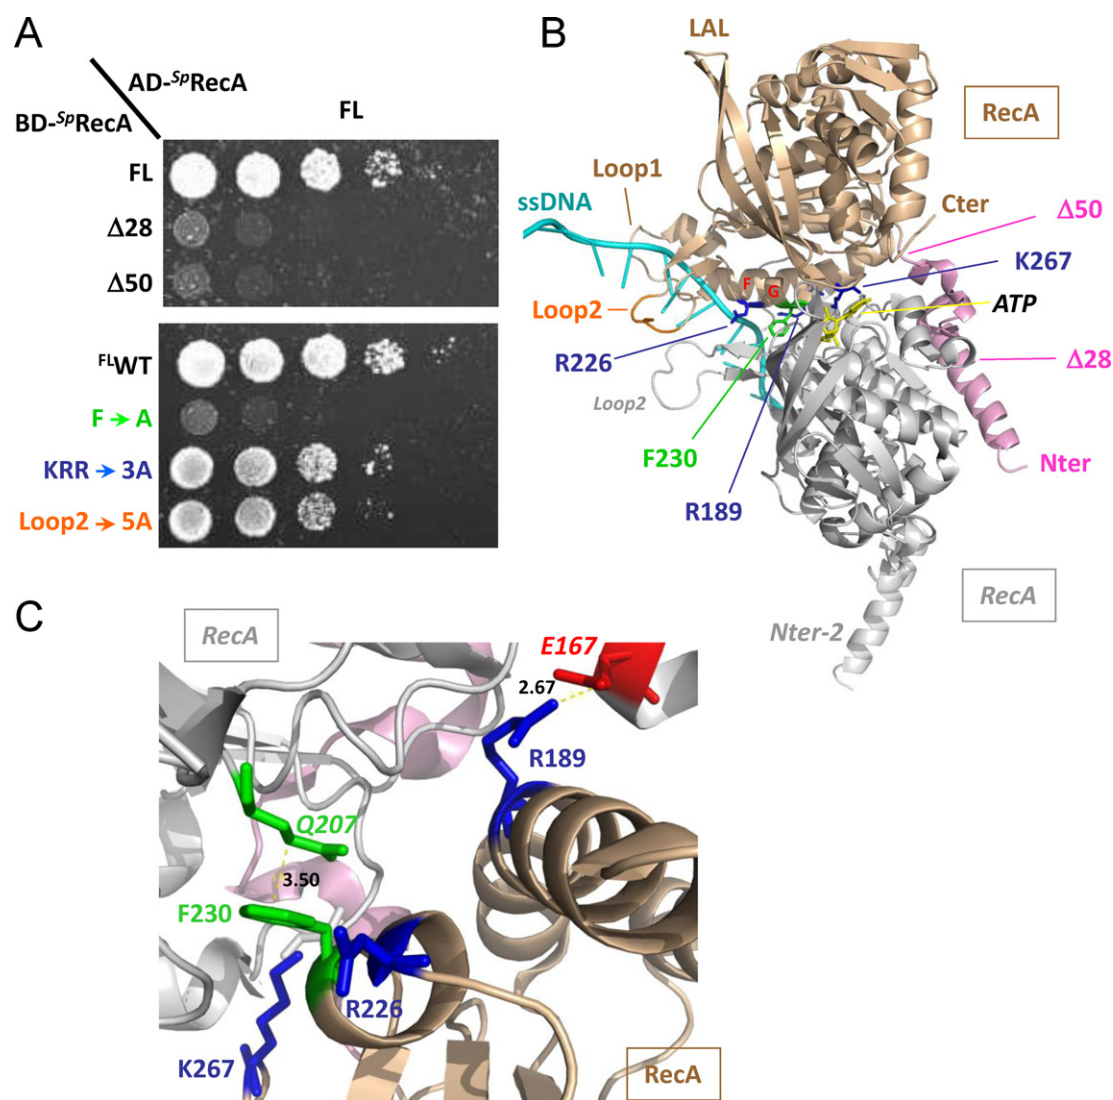 A
AD-SpRecA
BD-SpRecA
FL
FL
Δ28
Δ50
FLWT
F → A
KRR → 3A
Loop2 → 5A
B
LAL
RecA
Loop1
ssDNA
Cter
Δ50
K267
F G
Loop2
ATP
R226
Δ28
Loop2
F230
Nter
R189
RecA
Nter-2
C
RecA
E167
2.67
R189
Q207
3.50
F230
R226
K267
RecA